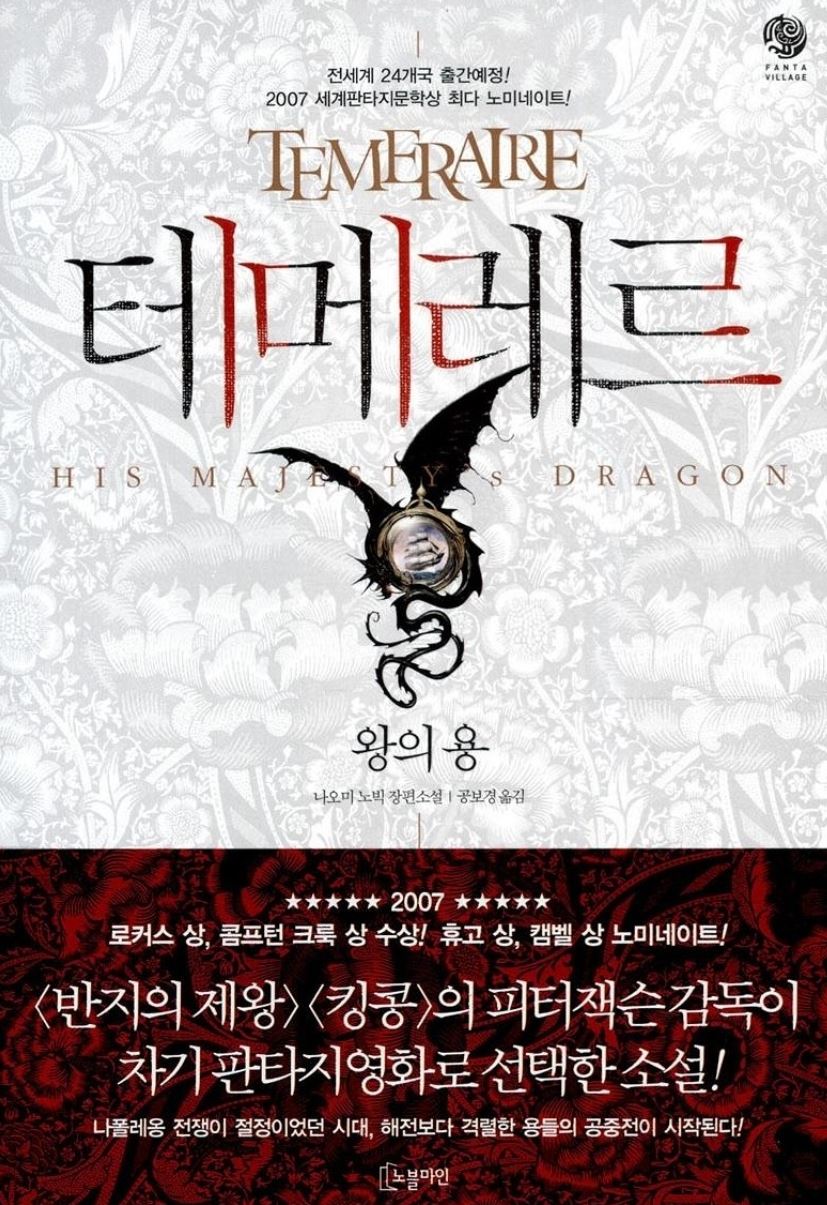 FANTA
VILLAGE
전세계 24개국 출간예정!
2007 세계판타지문학상 최다 노미네이트!
TEMERAIRE
테메레르
HIS MAJESTY's DRAGON
왕의 용
나오미 노빅 장편소설 | 공보경 옮김
★★★★★ 2007 ★★★★★
로커스 상, 콤프턴 크룩 상 수상! 휴고 상, 캠벨 상 노미네이트!
〈반지의 제왕〉〈킹콩〉의 피터잭슨 감독이
차기 판타지영화로 선택한 소설!
나폴레옹 전쟁이 절정이었던 시대, 해전보다 격렬한 용들의 공중전이 시작된다!
노블마인